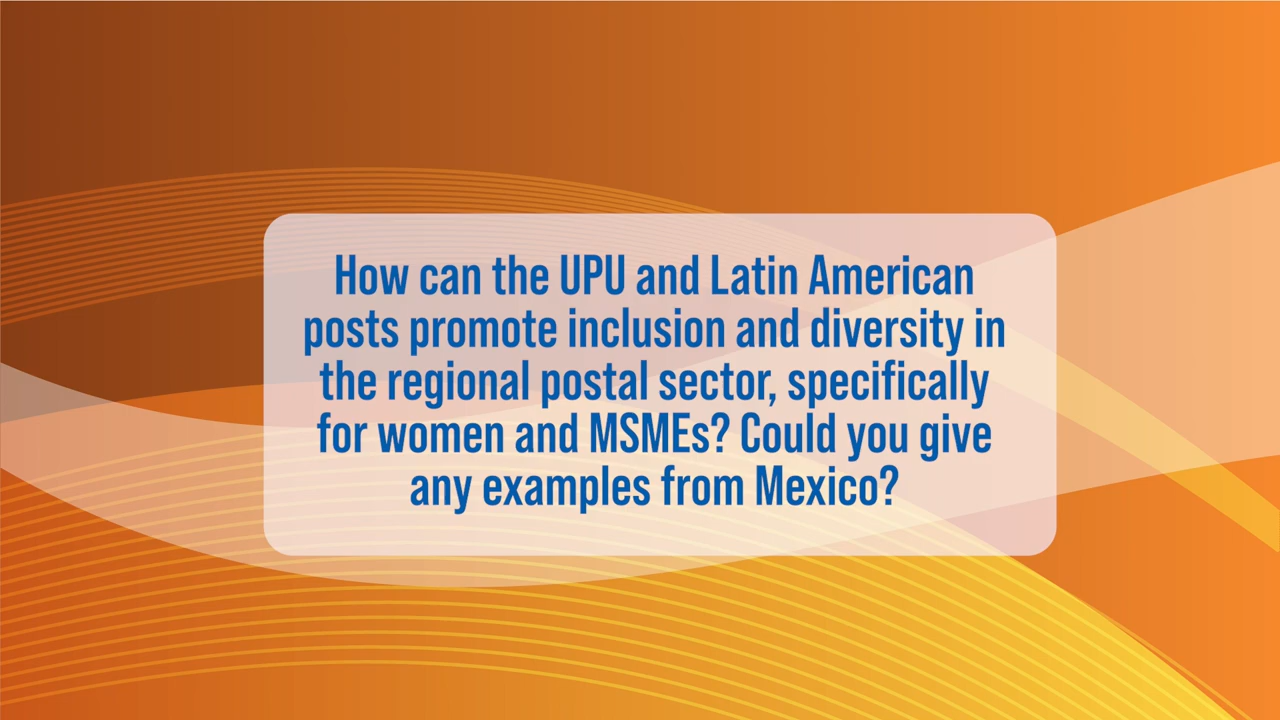 How can the UPU and Latin American
posts promote inclusion and diversity in
the regional postal sector, specifically
for women and MSMEs? Could you give
any examples from Mexico?